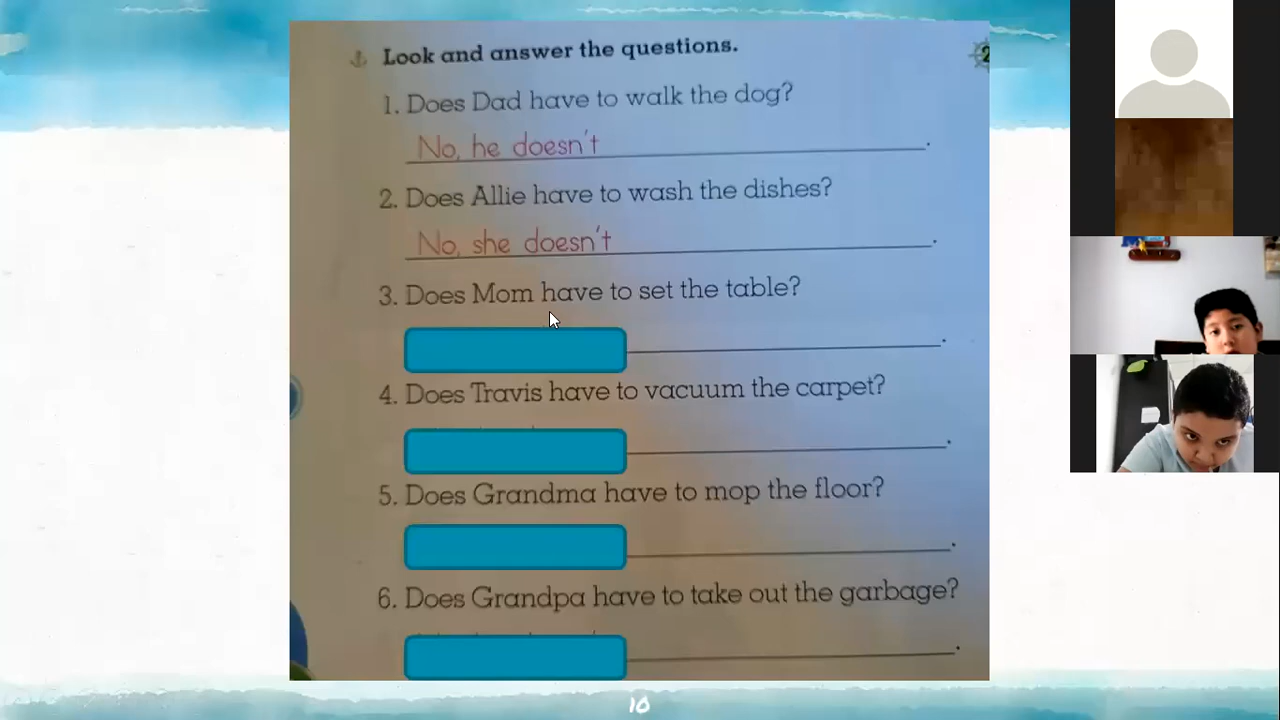 Look and answer the questions.
2
1. Does Dad have to walk the dog?
No, he doesn't.
2. Does Allie have to wash the dishes?
No, she doesn't.
3. Does Mom have to set the table?
.
4. Does Travis have to vacuum the carpet?
.
5. Does Grandma have to mop the floor?
.
6. Does Grandpa have to take out the garbage?
.
10